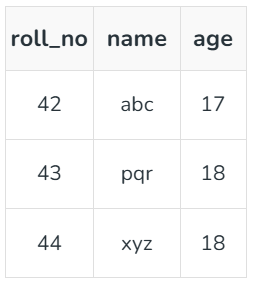 roll_no name age
42 abc 17
43 pqr 18
44 xyz 18